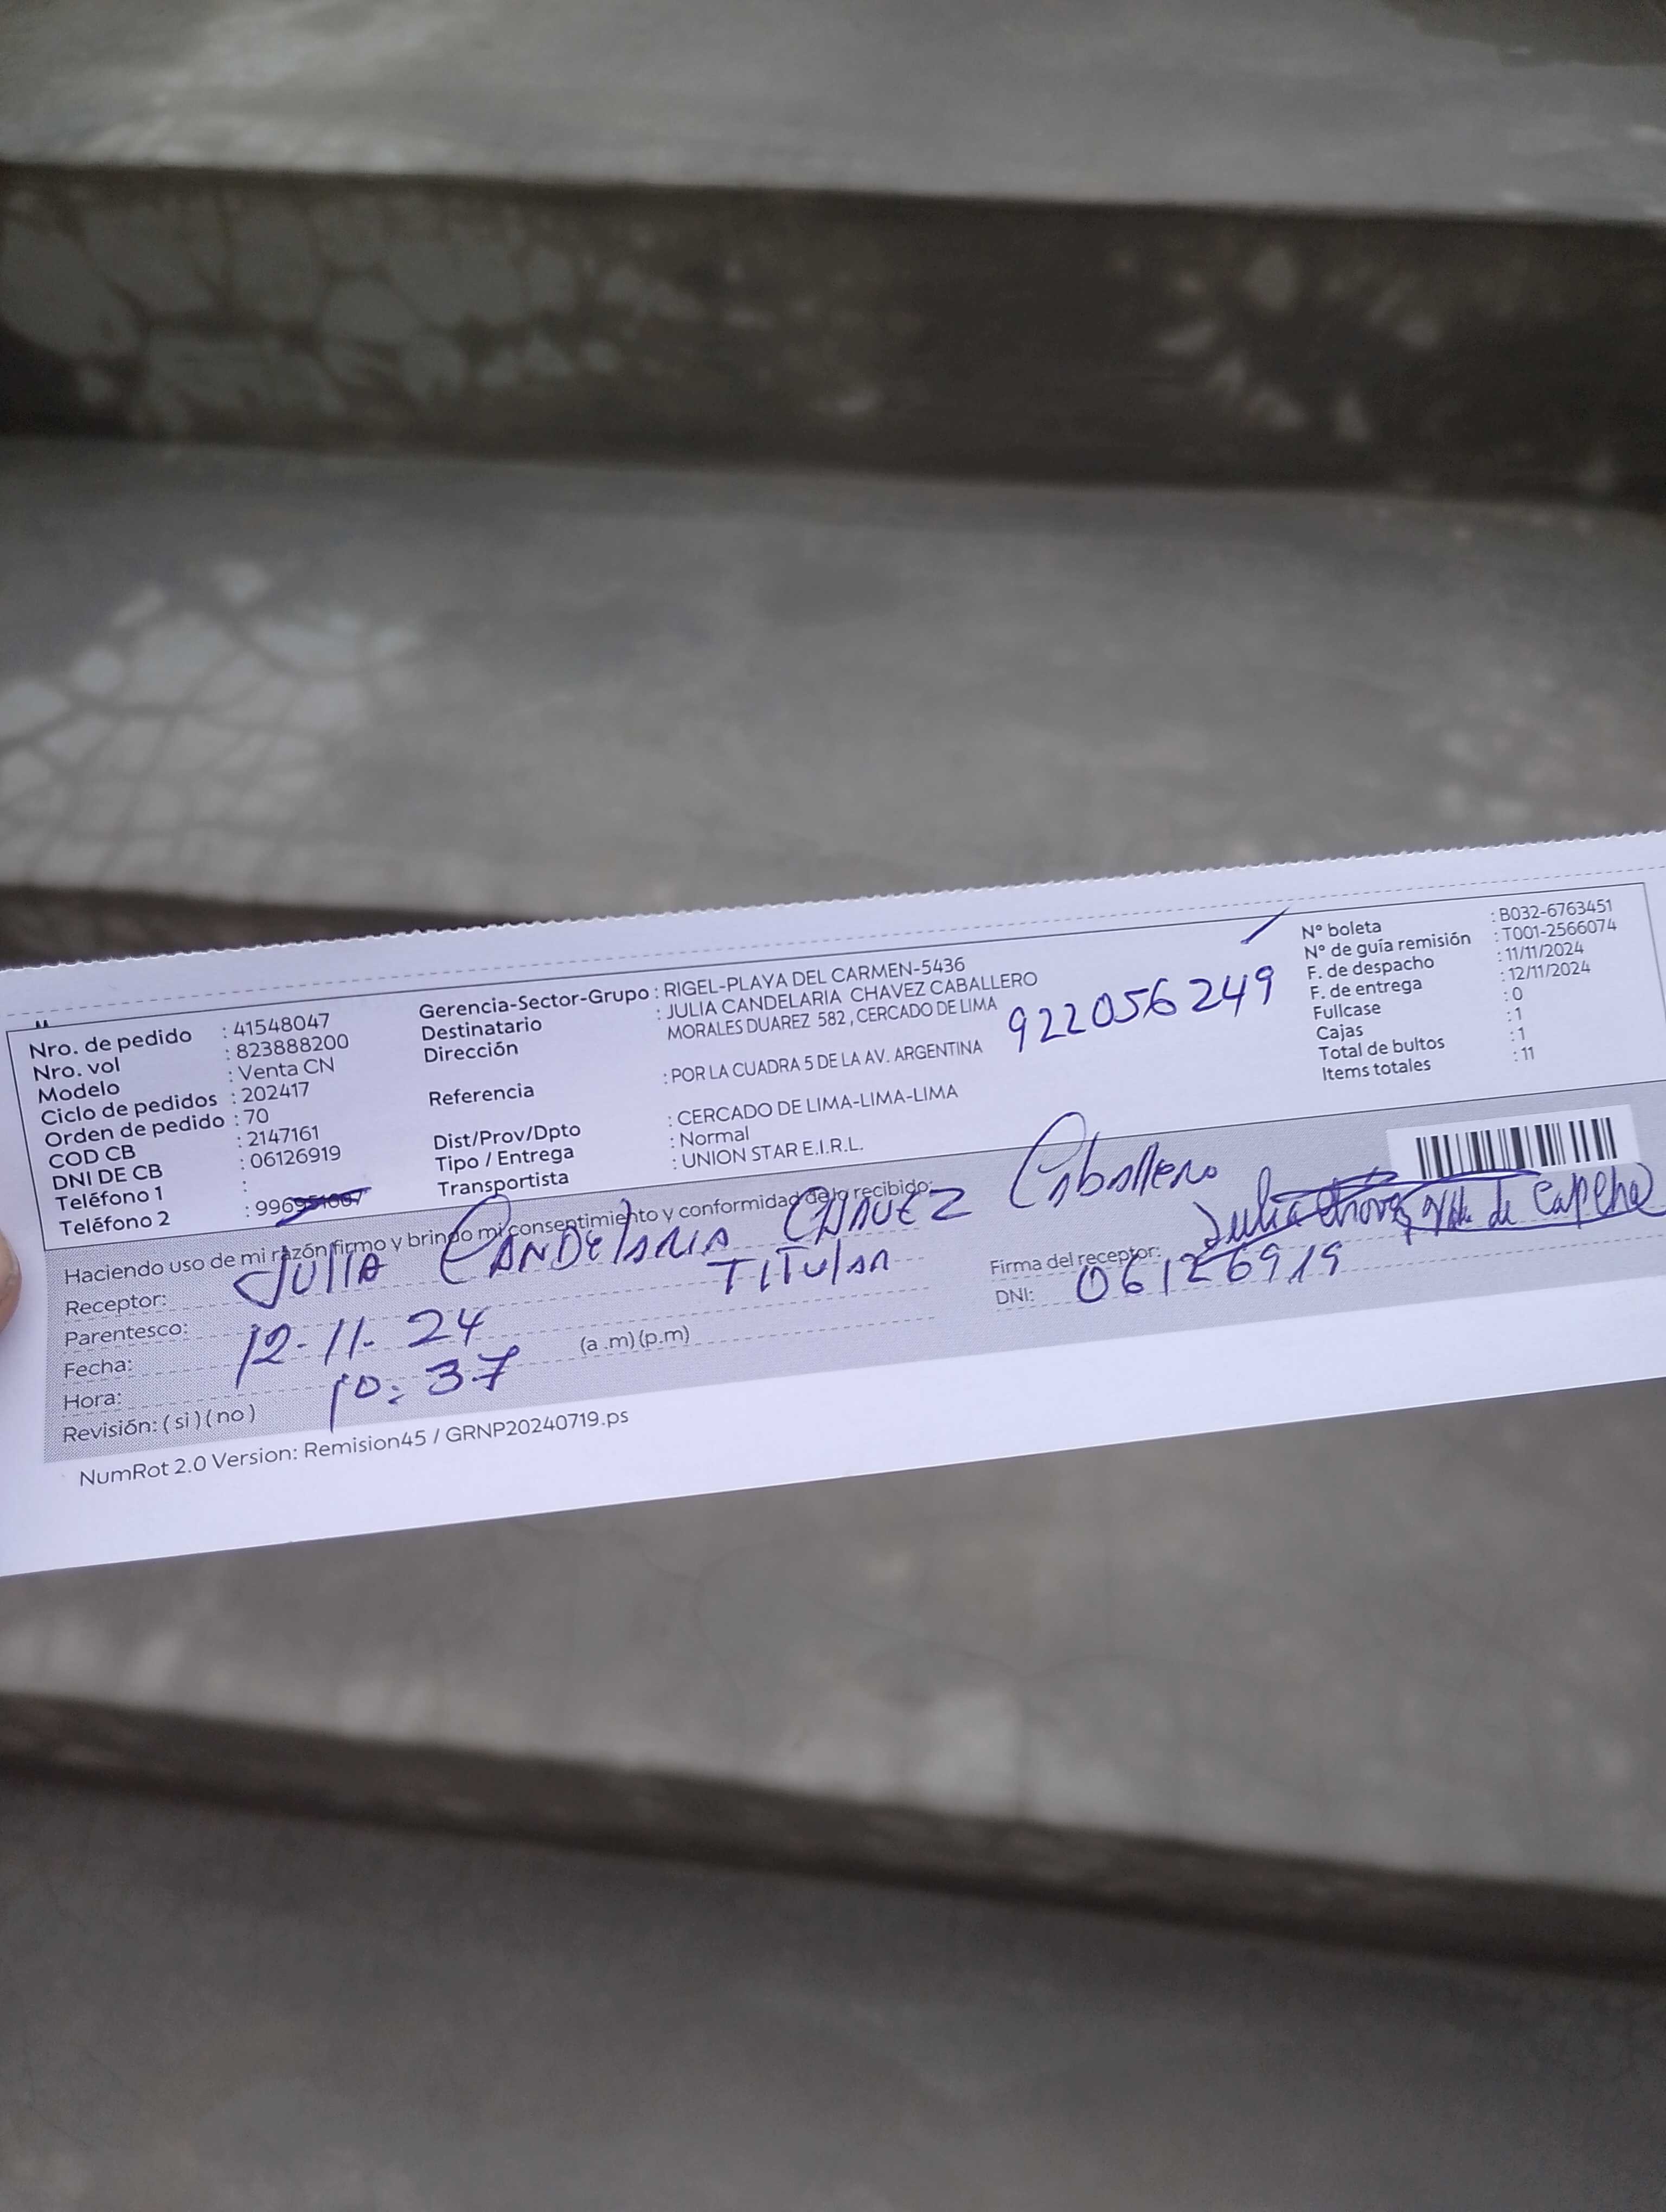 Nro. de pedido : 41548047
Nro. vol : 823888200
Modelo : Venta CN
Ciclo de pedidos : 202417
Orden de pedido : 70
COD CB : 2147161
DNI DE CB : 06126919
Teléfono 1 :
Teléfono 2 : 996951007
Gerencia-Sector-Grupo : RIGEL-PLAYA DEL CARMEN-5436
Destinatario : JULIA CANDELARIA CHAVEZ CABALLERO
Dirección MORALES DUAREZ 582 , CERCADO DE LIMA
922056249
Referencia : POR LA CUADRA 5 DE LA AV. ARGENTINA
Dist/Prov/Dpto : CERCADO DE LIMA-LIMA-LIMA
Tipo / Entrega : Normal
Transportista : UNION STAR E.I.R.L.
N° boleta : B032-6763451
N° de guía remisión : T001-2566074
F. de despacho : 11/11/2024
F. de entrega : 12/11/2024
Fullcase : 0
Cajas : 1
Total de bultos : 1
Items totales : 11
Haciendo uso de mi razón firmo y brindo mi consentimiento y conformidad de lo recibido:
Receptor: JULIA CANDELARIA CHAVEZ Caballero
Parentesco: TITULAR
Fecha: 12-11-24
Hora: 10:37 (a .m) (p.m)
Revisión: ( si ) ( no )
Firma del receptor: Julia de
DNI: 06126919
NumRot 2.0 Version: Remision45 / GRNP20240719.ps